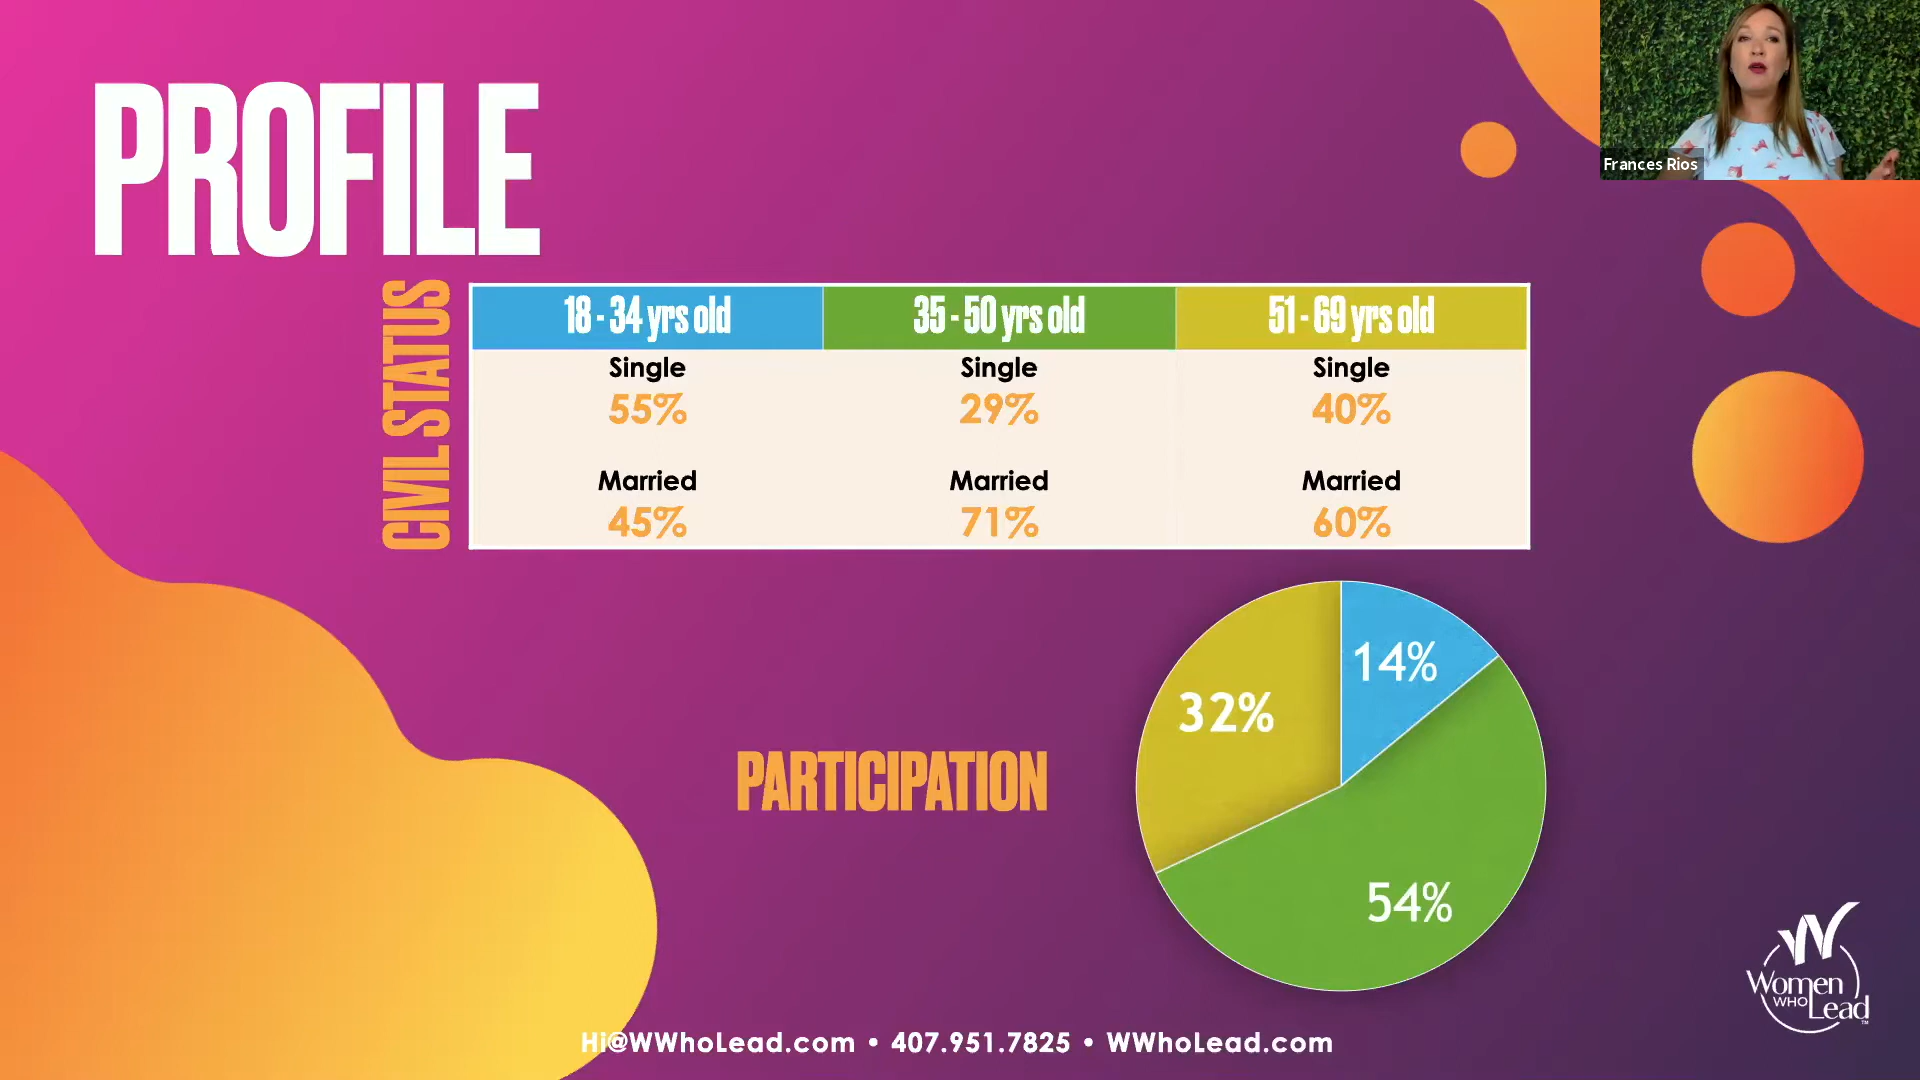 PROFILE
Frances Rios
CIVIL STATUS
18 - 34 yrs old
35 - 50 yrs old
51 - 69 yrs old
Single
Single
Single
55%
29%
40%
Married
Married
Married
45%
71%
60%
14%
32%
PARTICIPATION
54%
Women
WHO
Lead
TM
Hi@WWhoLead.com • 407.951.7825 • WWhoLead.com